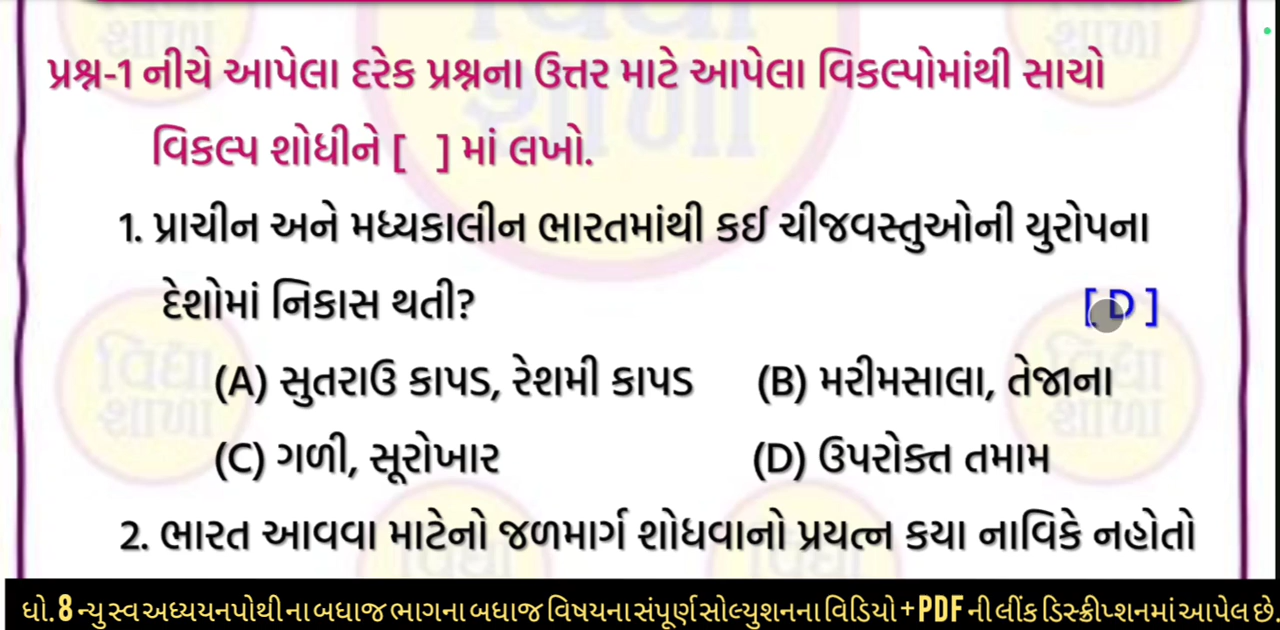 પ્રશ્ન-1 નીચે આપેલા દરેક પ્રશ્નના ઉત્તર માટે આપેલા વિકલ્પોમાંથી સાચો
વિકલ્પ શોધીને [ ] માં લખો.
1. પ્રાચીન અને મધ્યકાલીન ભારતમાંથી કઈ ચીજવસ્તુઓની યુરોપના
દેશોમાં નિકાસ થતી? [ D ]
(A) સુતરાઉ કાપડ, રેશમી કાપડ (B) મરીમસાલા, તેજાના
(C) ગળી, સૂરોખાર (D) ઉપરોક્ત તમામ
2. ભારત આવવા માટેનો જળમાર્ગ શોધવાનો પ્રયત્ન કયા નાવિકે નહોતો
ધો. 8 ન્યુ સ્વઅધ્યયનપોથી ના બધાજ ભાગના બધાજ વિષયના સંપૂર્ણ સોલ્યુશનના વિડિયો + PDF ની લીંક ડિસ્ક્રીપ્શનમાં આપેલ છે.
વિદ્યા
શાળા
વિદ્યા
શાળા
વિદ્યા
શાળા